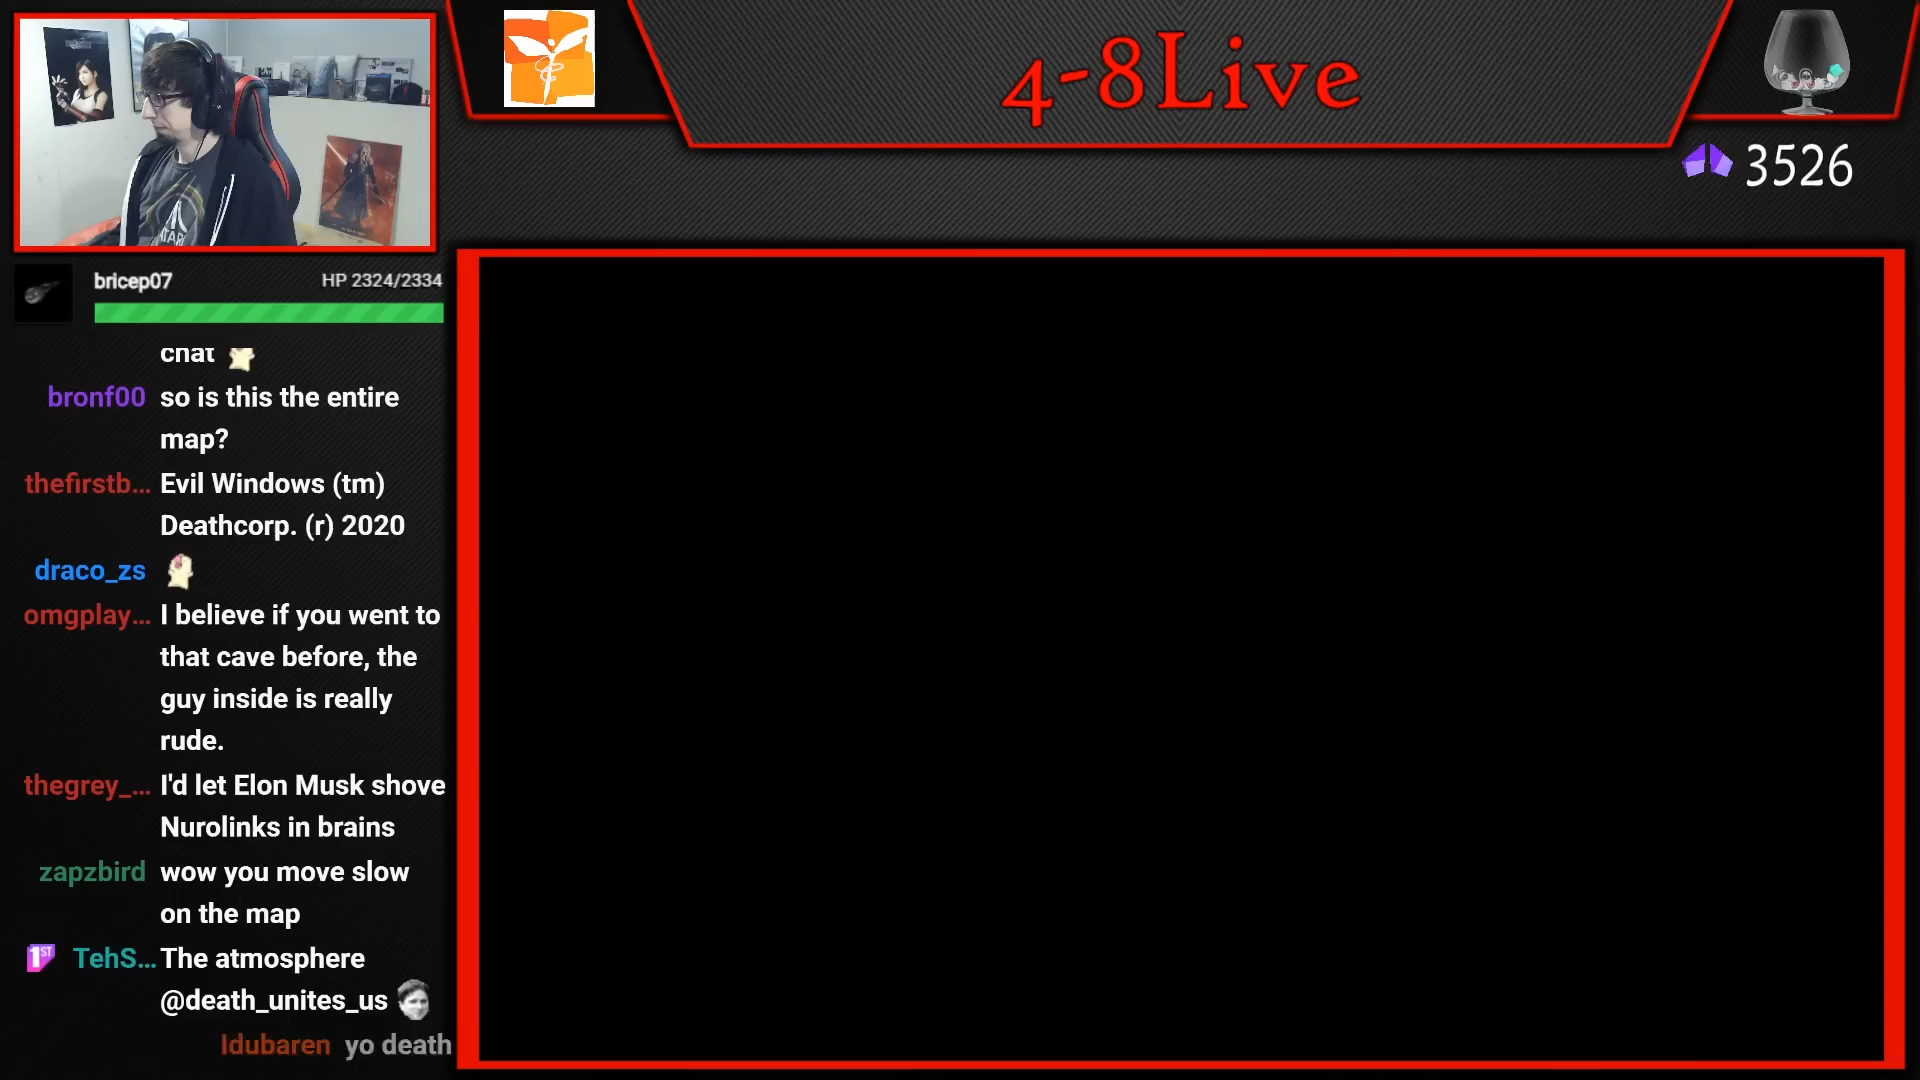 4-8Live
3526
bricep07 HP 2324/2334
chat
bronf00 so is this the entire
map?
thefirstb... Evil Windows (tm)
Deathcorp. (r) 2020
draco_zs
omgplay... I believe if you went to
that cave before, the
guy inside is really
rude.
thegrey_... I'd let Elon Musk shove
Nurolinks in brains
zapzbird wow you move slow
on the map
1ST TehS... The atmosphere
@death_unites_us
Idubaren yo death
ATARI